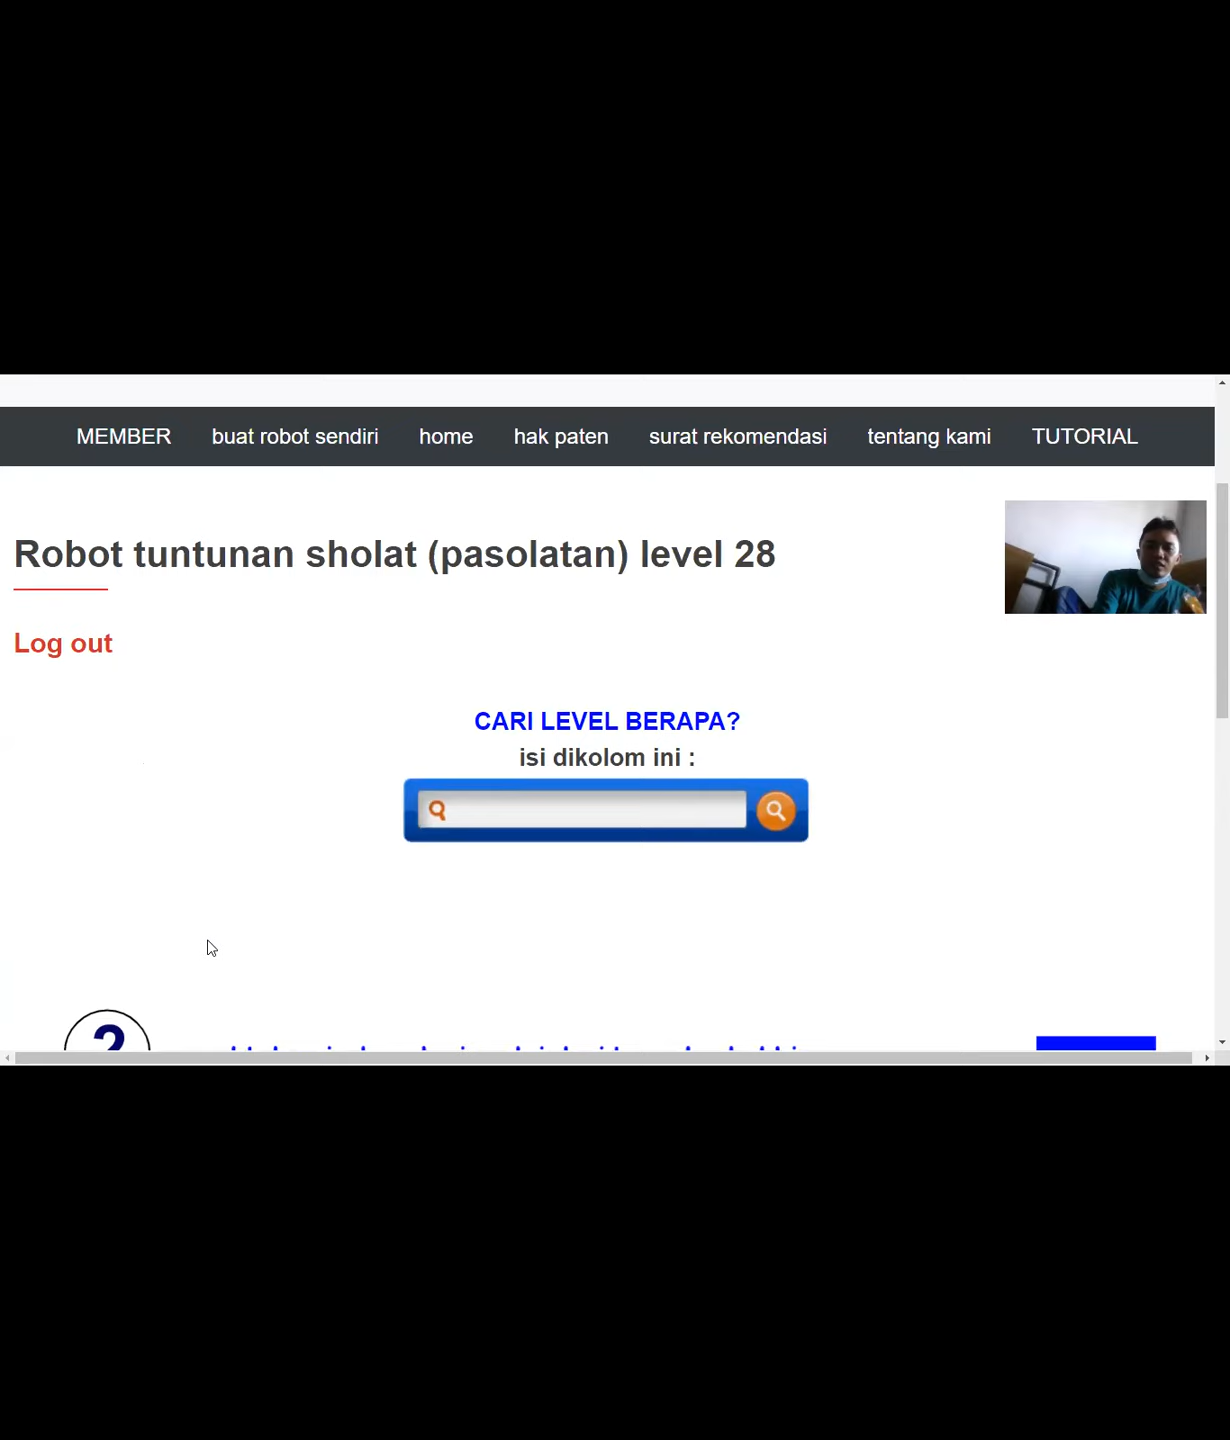 MEMBER buat robot sendiri home hak paten surat rekomendasi tentang kami TUTORIAL
Robot tuntunan sholat (pasolatan) level 28
Log out
CARI LEVEL BERAPA?
isi dikolom ini :
2